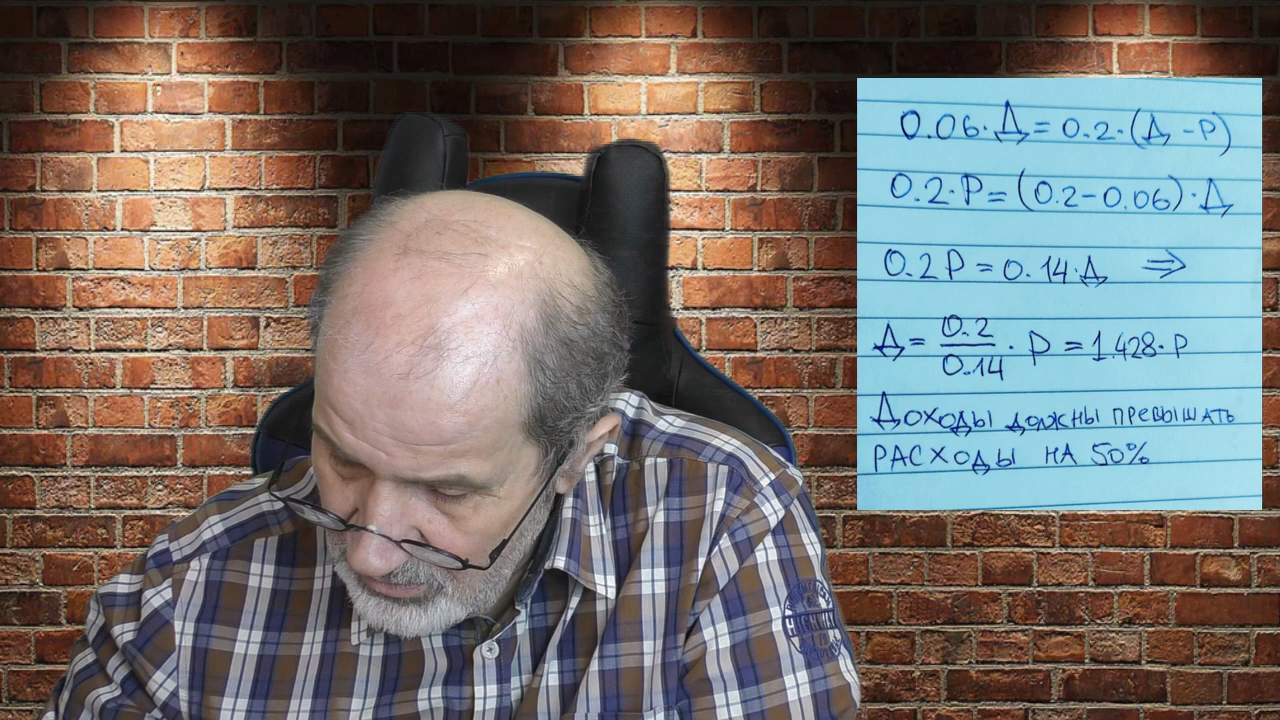 0.06·Д = 0.2·(Д - Р)
0.2·Р = (0.2-0.06)·Д
0.2Р = 0.14·Д ⇒
Д = 0.2/0.14 · Р = 1.428·Р
ДОХОДЫ ДОЛЖНЫ ПРЕВЫШАТЬ
РАСХОДЫ НА 50%
HIGHWAY